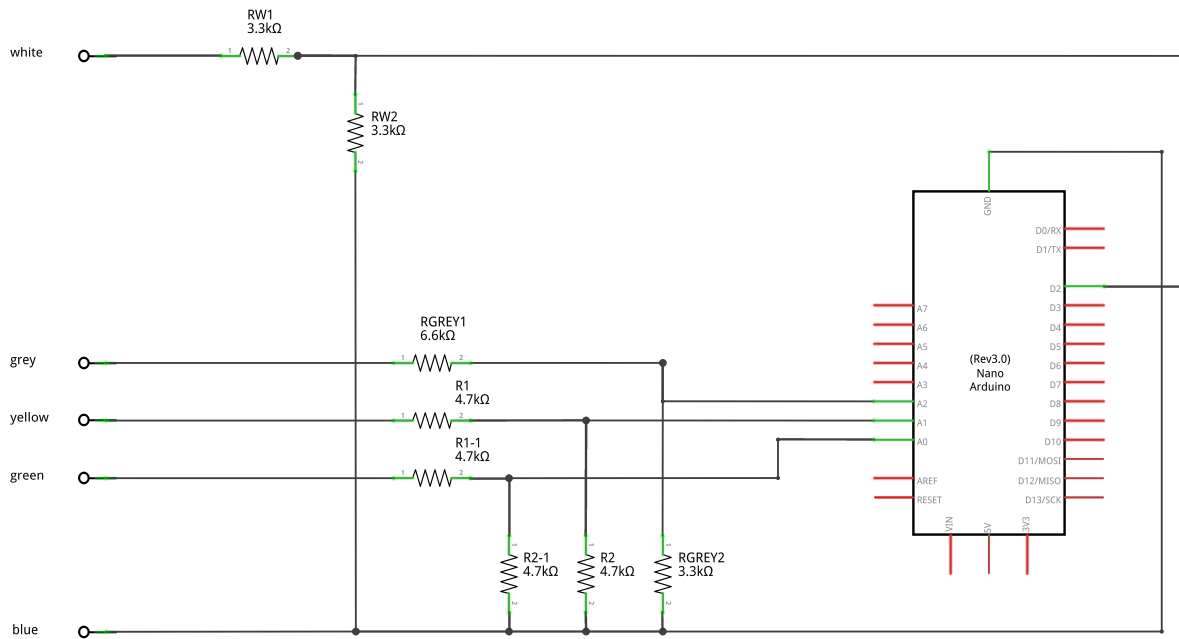 RW1
3.3kΩ
1 2
white
1
RW2
3.3kΩ
2
GND
D0/RX
D1/TX
D2
A7 D3
A6 D4
A5 D5
A4 D6
A3 D7
A2 D8
A1 D9
A0 D10
D11/MOSI
AREF D12/MISO
RESET D13/SCK
(Rev3.0)
Nano
Arduino
VIN 5V 3V3
RGREY1
6.6kΩ
grey 1 2
R1
4.7kΩ
yellow 1 2
R1-1
4.7kΩ
green 1 2
1 1 1
R2-1 R2 RGREY2
4.7kΩ 4.7kΩ 3.3kΩ
2 2 2
blue